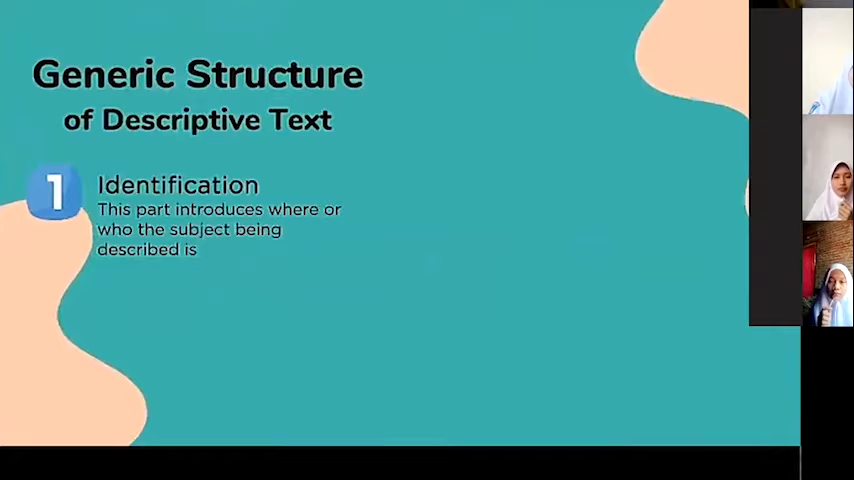 Generic Structure
of Descriptive Text
1
Identification
This part introduces where or
who the subject being
described is